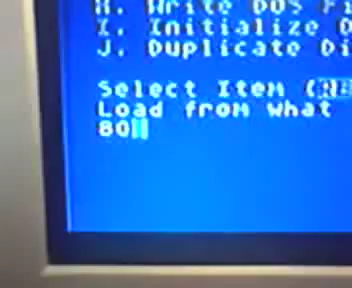 H. Write DOS Fi
I. Initialize D
J. Duplicate Di
Select Item (
Load from what
80